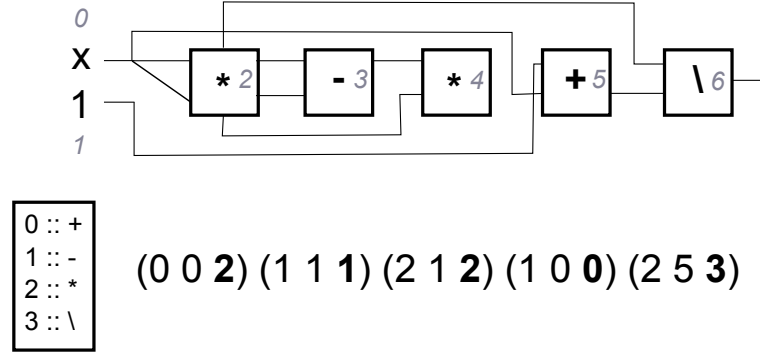 0
x * 2 - 3 * 4 + 5 \ 6
1
1
0 :: +
1 :: -
2 :: *
3 :: \
(0 0 2) (1 1 1) (2 1 2) (1 0 0) (2 5 3)